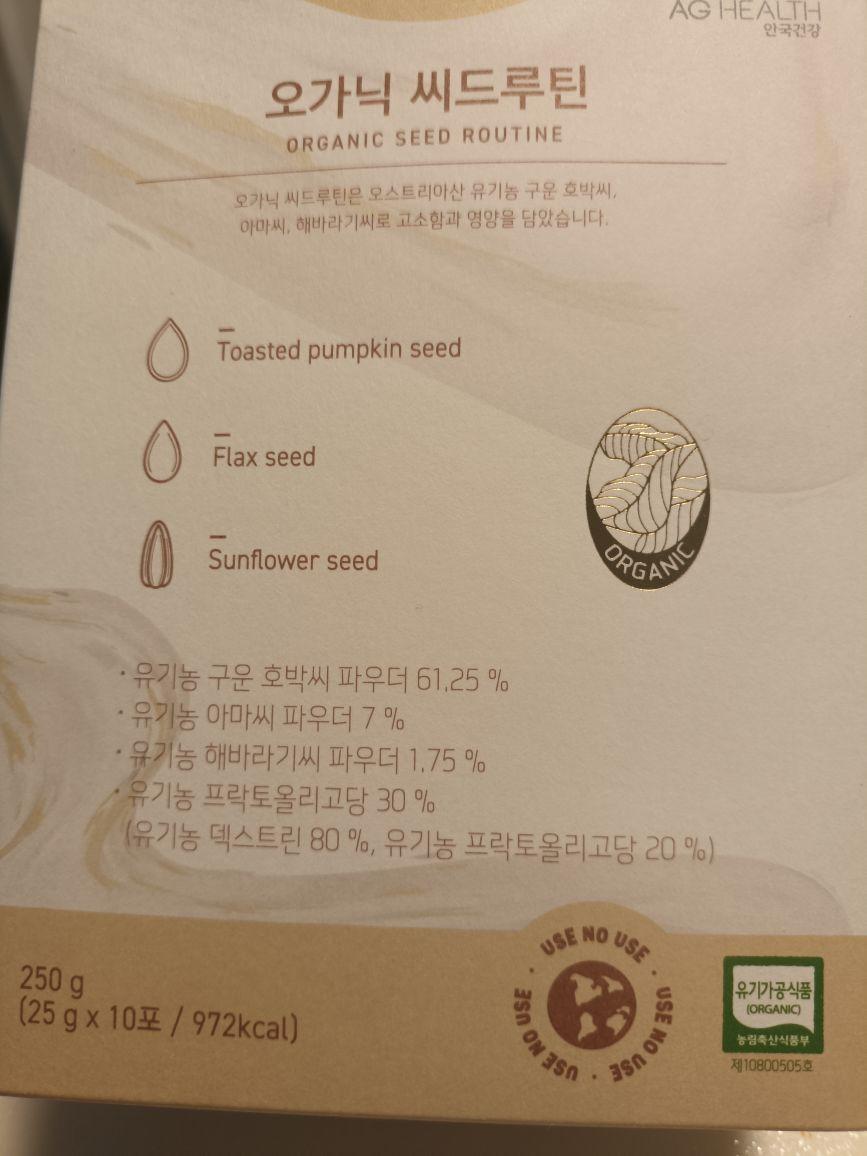 AG HEALTH
안국건강
오가닉 씨드루틴
ORGANIC SEED ROUTINE
오가닉 씨드루틴은 오스트리아산 유기농 구운 호박씨,
아마씨, 해바라기씨로 고소함과 영양을 담았습니다.
Toasted pumpkin seed
Flax seed
Sunflower seed
ORGANIC
· 유기농 구운 호박씨 파우더 61,25 %
· 유기농 아마씨 파우더 7 %
· 유기농 해바라기씨 파우더 1,75 %
· 유기농 프락토올리고당 30 %
(유기농 덱스트린 80 %, 유기농 프락토올리고당 20 %)
250 g
(25 g x 10포 / 972kcal)
USE NO USE · USE NO USE · USE NO USE ·
유기가공식품
(ORGANIC)
농림축산식품부
제10800505호